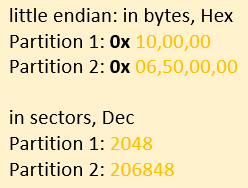 little endian: in bytes, Hex
Partition 1: 0x 10,00,00
Partition 2: 0x 06,50,00,00
in sectors, Dec
Partition 1: 2048
Partition 2: 206848